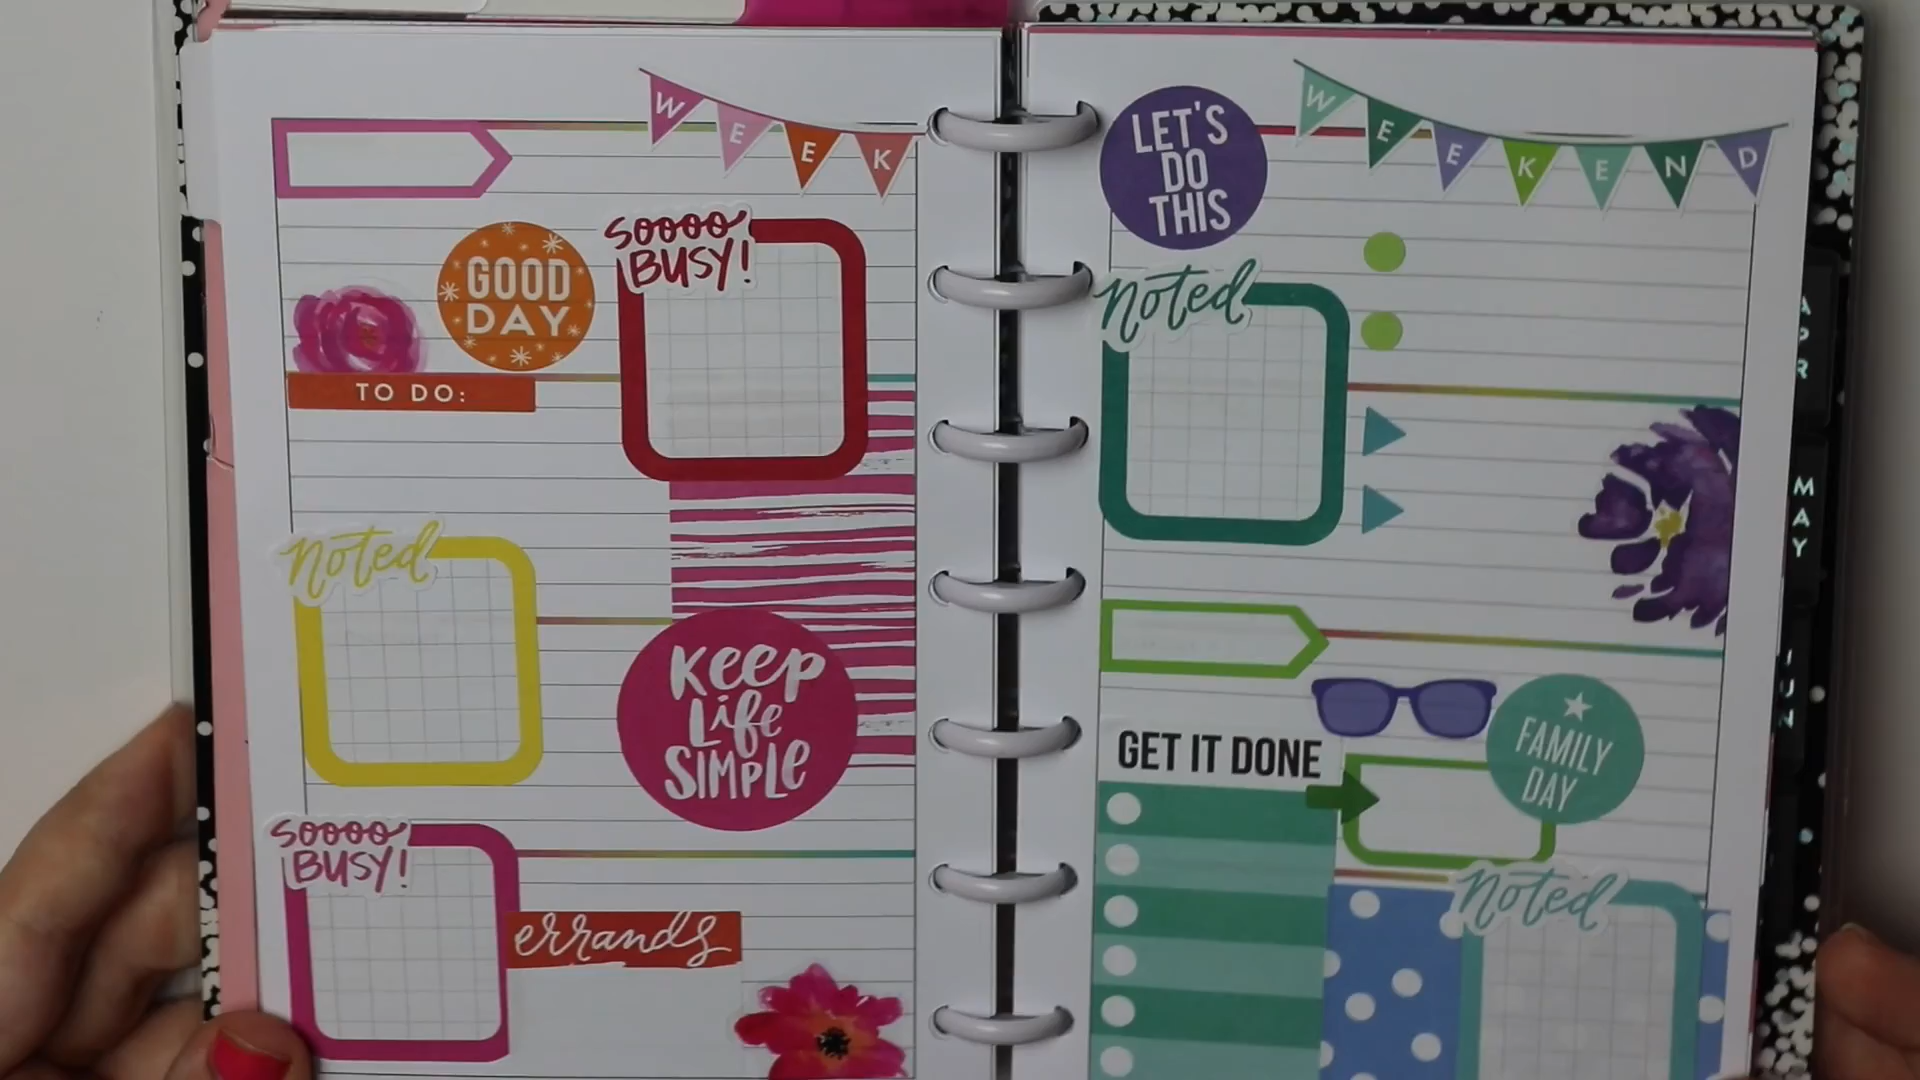 WEEK
GOOD
DAY
soooo
BUSY!
TO DO:
Noted
KEEP
Life
SIMPLE
soooo
BUSY!
errands
LET'S
DO
THIS
WEEKEND
Noted
GET IT DONE
FAMILY
DAY
Noted
APR
MAY
JUN